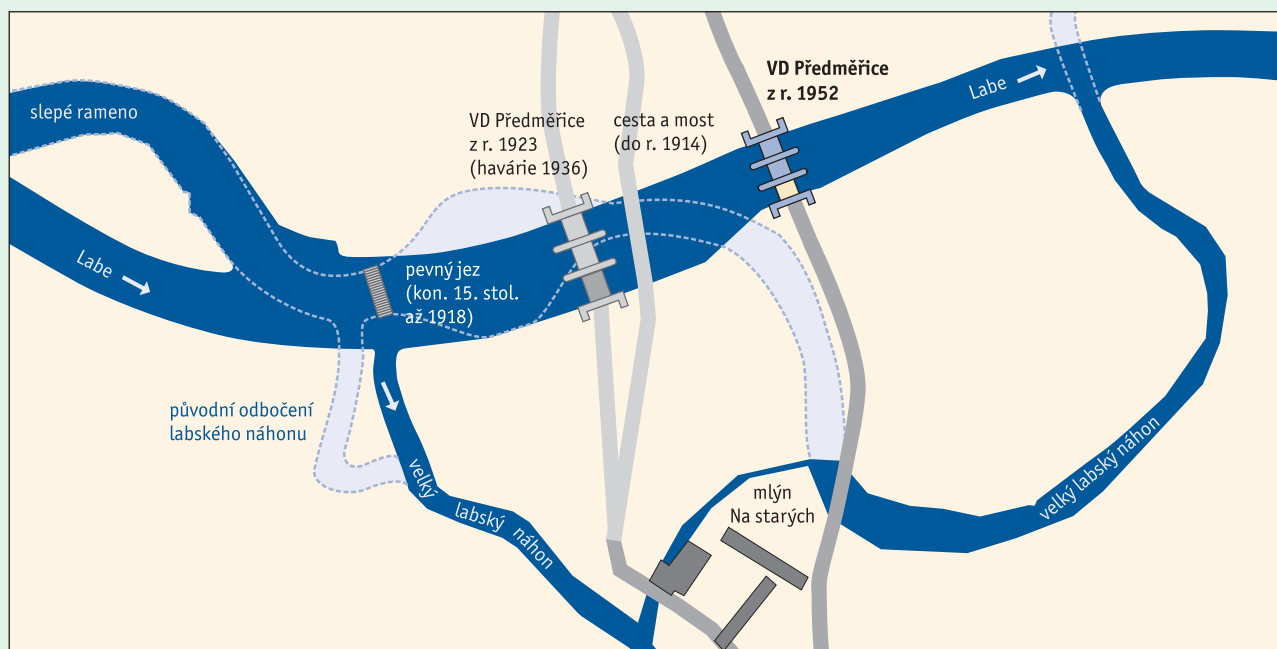 slepé rameno
Labe
VD Předměřice
z r. 1923
(havárie 1936)
cesta a most
(do r. 1914)
VD Předměřice
z r. 1952
Labe
pevný jez
(kon. 15. stol.
až 1918)
původní odbočení
labského náhonu
velký labský náhon
mlýn
Na starých
velký labský náhon